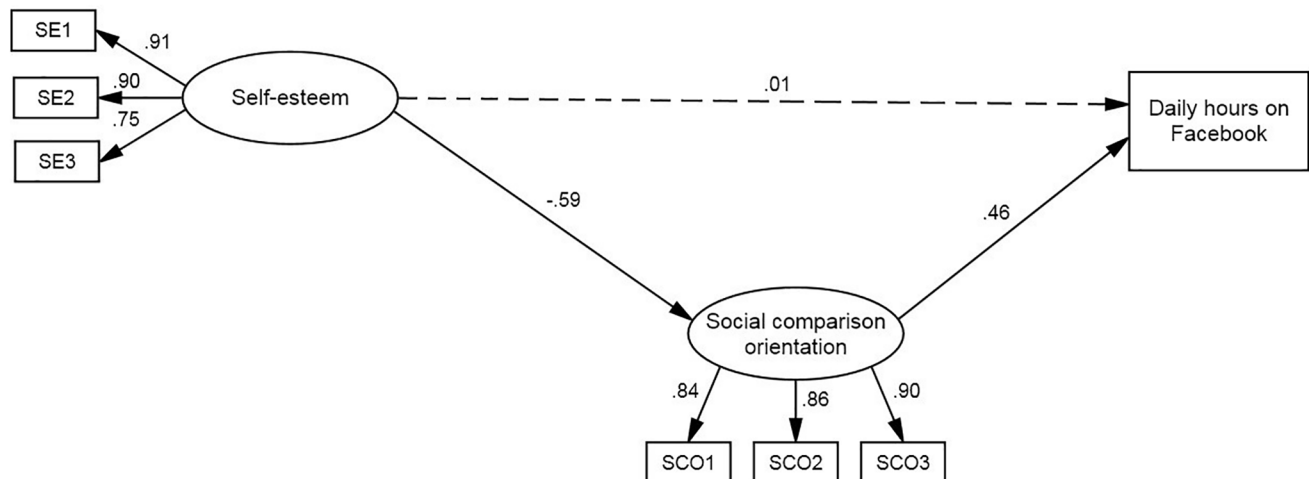 SE1
.91
SE2
.90
.75
SE3
Self-esteem
.01
Daily hours on
Facebook
-.59
.46
Social comparison
orientation
.84
.86
.90
SCO1
SCO2
SCO3